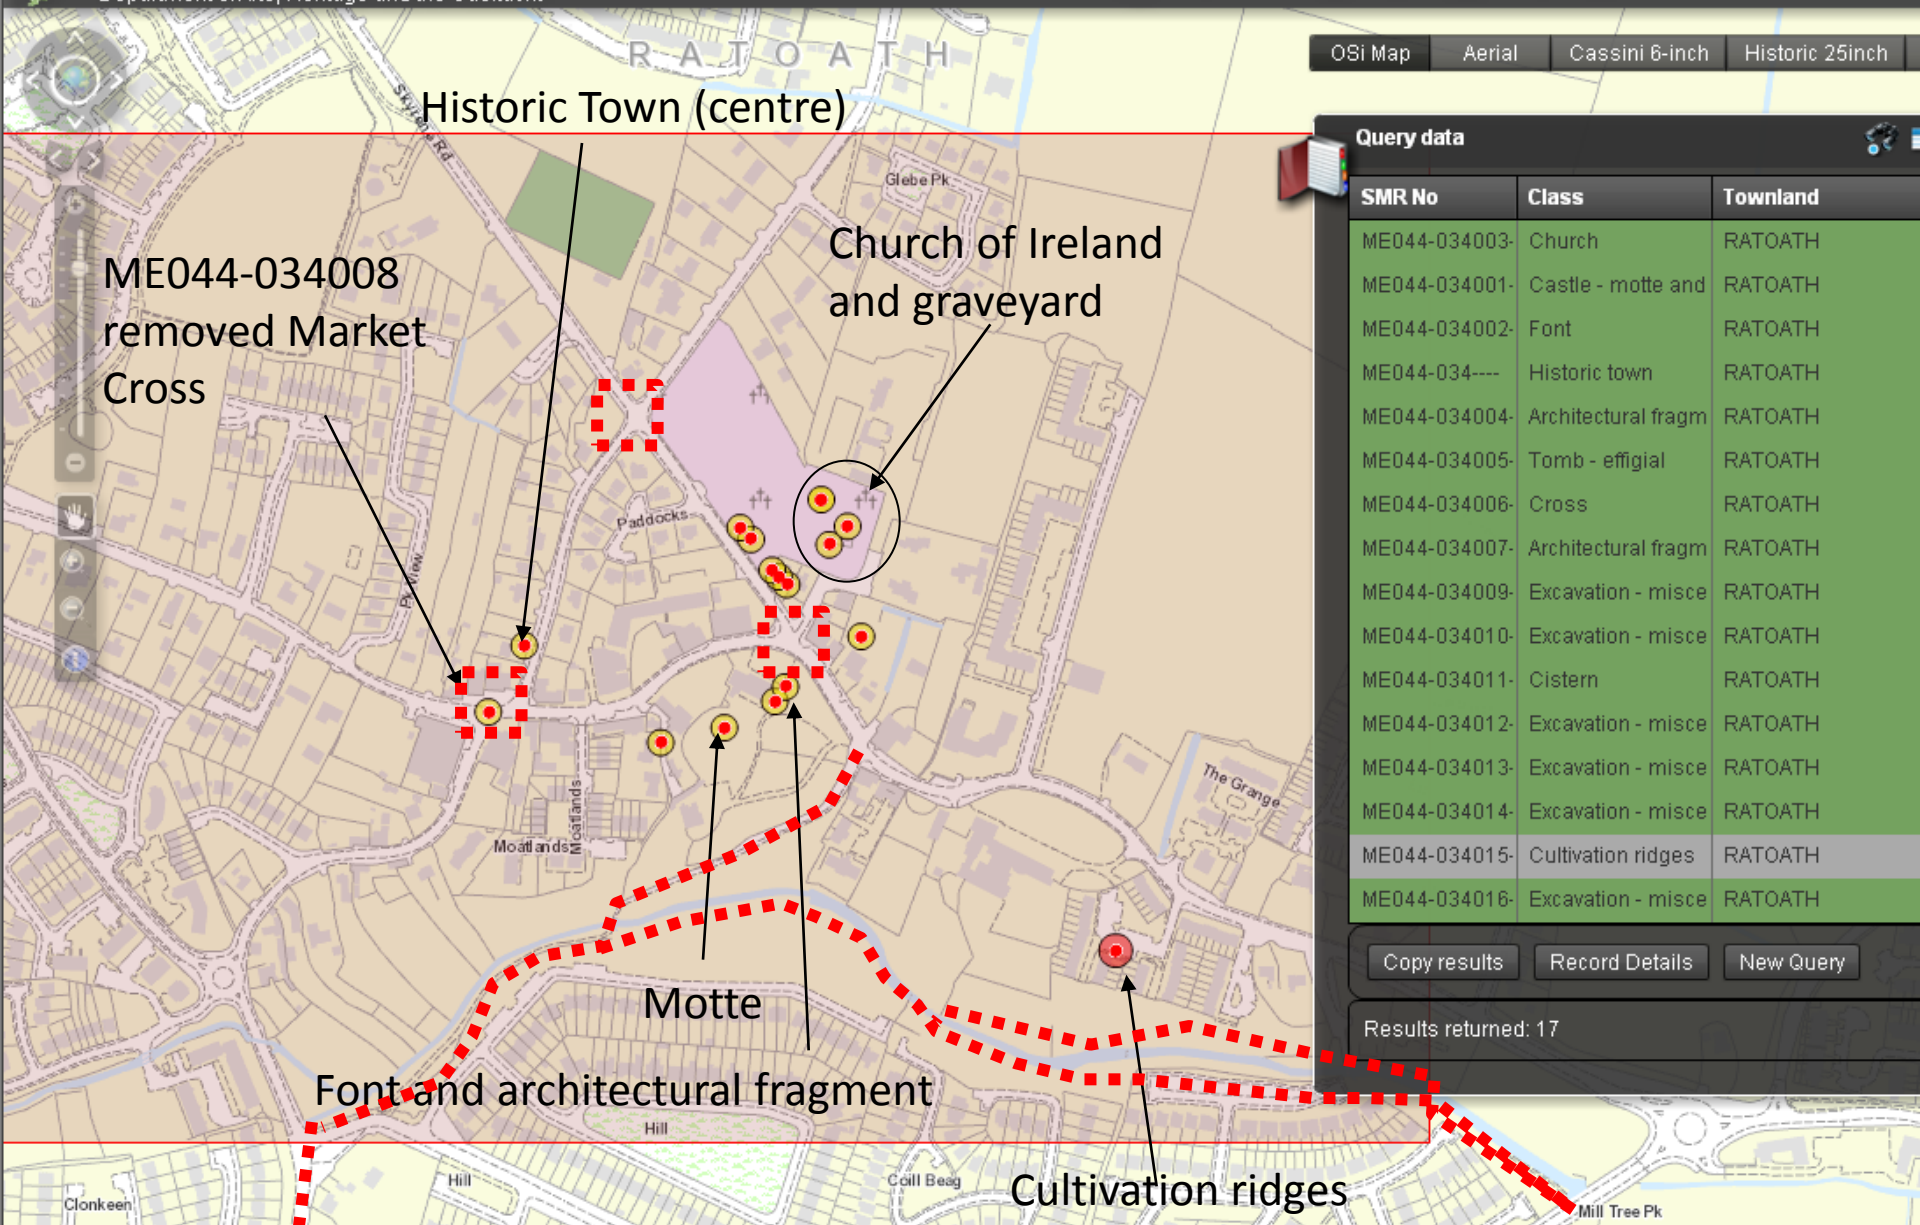 RATOATH
OSi Map
Aerial
Cassini 6-inch
Historic 25inch
Historic Town (centre)
Skyrene Rd
Glebe Pk
Church of Ireland
and graveyard
ME044-034008
removed Market
Cross
Paddocks
Pk View
Moatlands
Moatlands
The Grange
Motte
Font and architectural fragment
Hill
Hill
Coill Beag
Clonkeen
Cultivation ridges
Mill Tree Pk
Query data
SMR No Class Townland
ME044-034003- Church RATOATH
ME044-034001- Castle - motte and RATOATH
ME044-034002- Font RATOATH
ME044-034---- Historic town RATOATH
ME044-034004- Architectural fragm RATOATH
ME044-034005- Tomb - effigial RATOATH
ME044-034006- Cross RATOATH
ME044-034007- Architectural fragm RATOATH
ME044-034009- Excavation - misce RATOATH
ME044-034010- Excavation - misce RATOATH
ME044-034011- Cistern RATOATH
ME044-034012- Excavation - misce RATOATH
ME044-034013- Excavation - misce RATOATH
ME044-034014- Excavation - misce RATOATH
ME044-034015- Cultivation ridges RATOATH
ME044-034016- Excavation - misce RATOATH
Copy results
Record Details
New Query
Results returned: 17